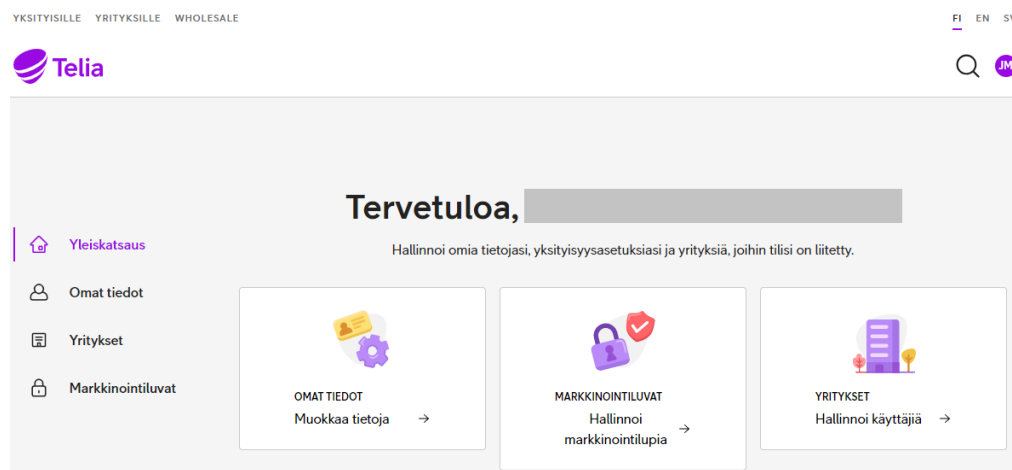 YKSITYISILLE YRITYKSILLE WHOLESALE
FI EN
Telia
JM
Tervetuloa,
Hallinnoi omia tietojasi, yksityisyysasetuksiasi ja yrityksiä, joihin tilisi on liitetty.
Yleiskatsaus
Omat tiedot
Yritykset
Markkinointiluvat
OMAT TIEDOT
Muokkaa tietoja →
MARKKINOINTILUVAT
Hallinnoi
markkinointilupia →
YRITYKSET
Hallinnoi käyttäjiä →